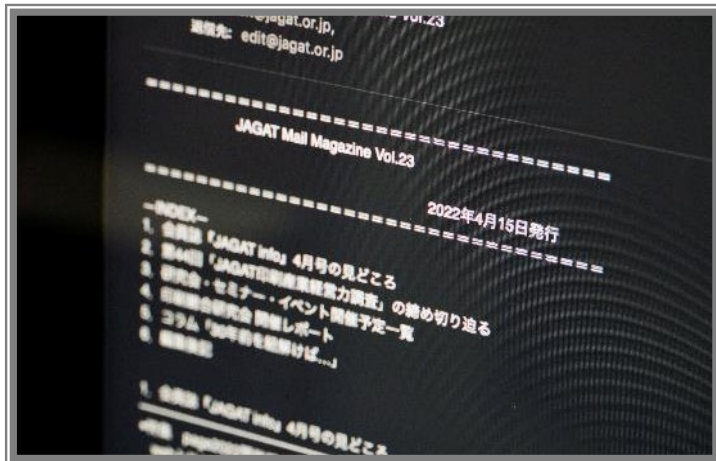 edit@jagat.or.jp,
返信先: edit@jagat.or.jp
==============================
JAGAT Mail Magazine Vol.23
2022年4月15日発行
==============================
—INDEX—
1. 会員誌「JAGAT info」4月号の見どころ
2. 第44回「JAGAT印刷産業経営力調査」の締め切り迫る
3. 研究会・セミナー・イベント開催予定一覧
4. 印刷総合研究会 開催レポート
5. コラム「30年前を紐解けば…」
6. 編集後記
1. 会員誌「JAGAT info」4月号の見どころ